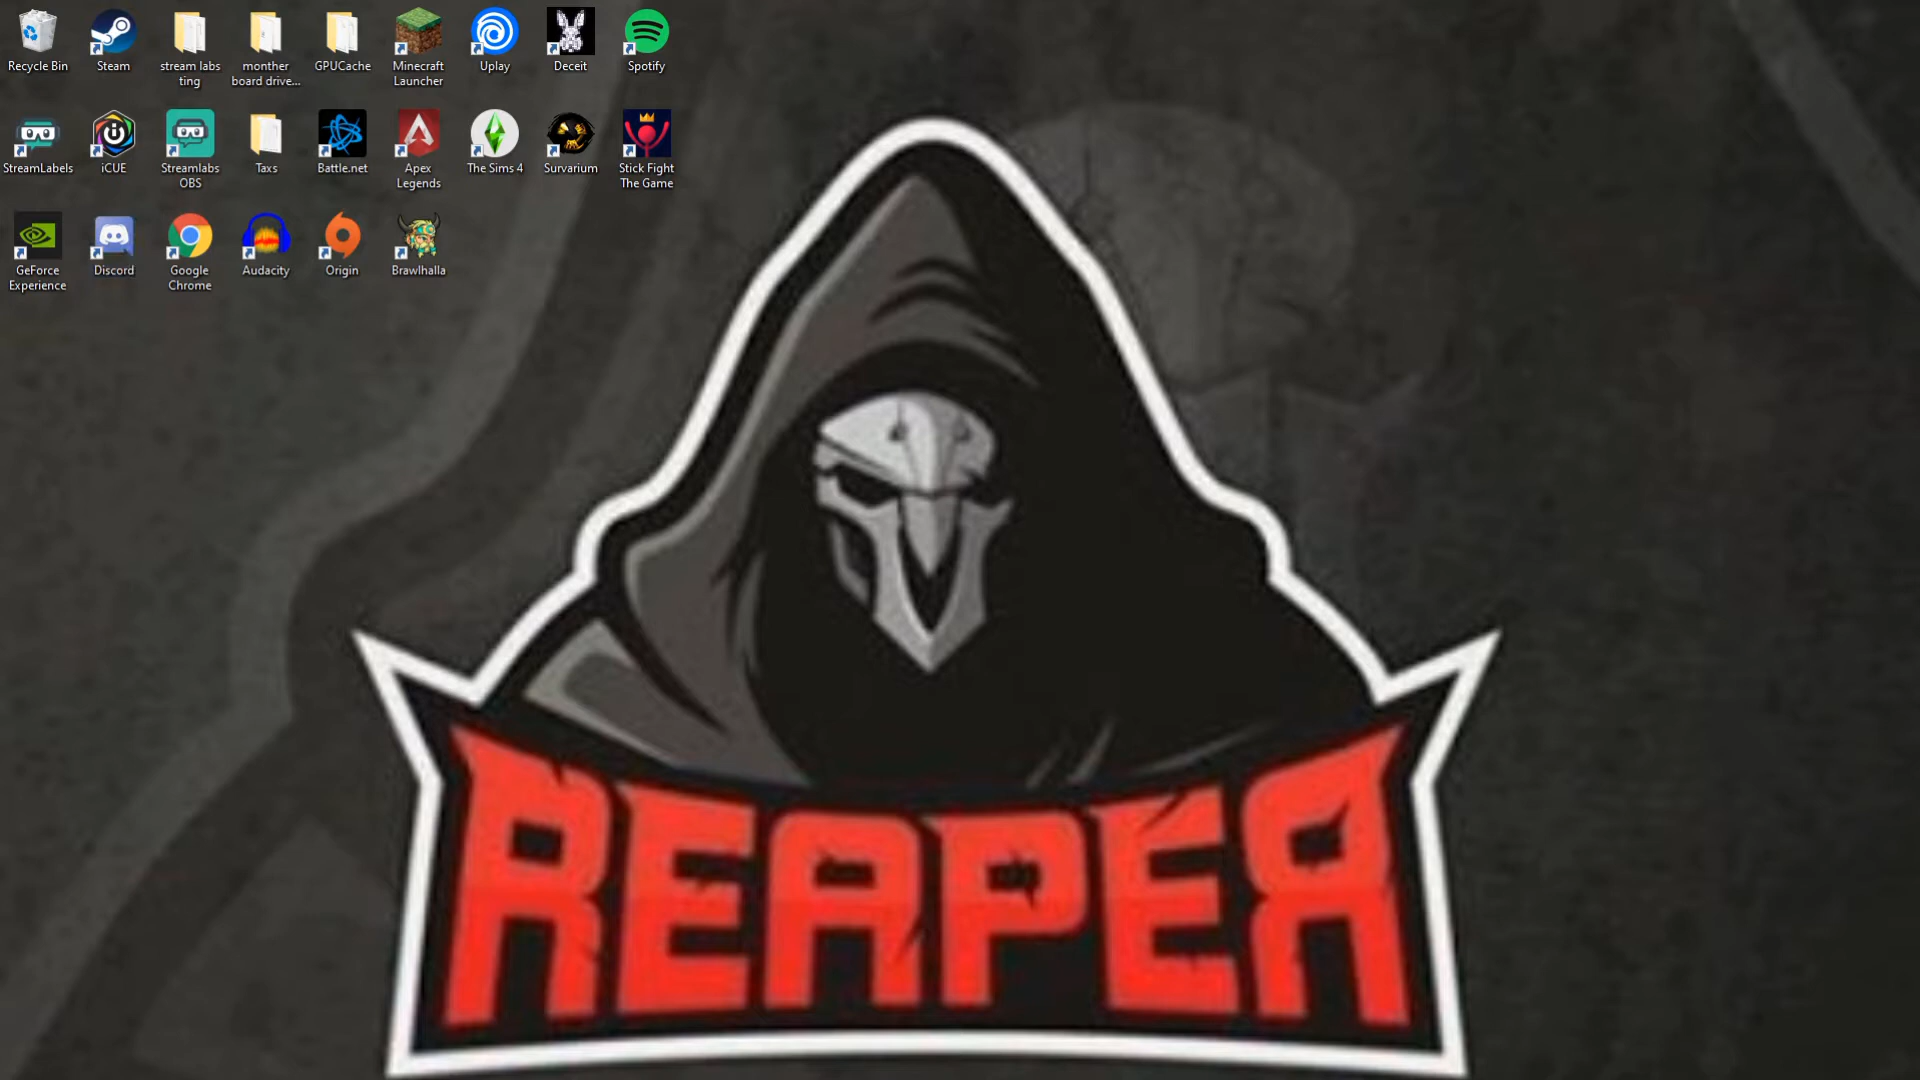 Recycle Bin
Steam
stream labs
ting
monther
board drive...
GPUCache
Minecraft
Launcher
Uplay
Deceit
Spotify
StreamLabels
iCUE
Streamlabs
OBS
Taxs
Battle.net
Apex
Legends
The Sims 4
Survarium
Stick Fight
The Game
GeForce
Experience
Discord
Google
Chrome
Audacity
Origin
Brawlhalla
REAPER